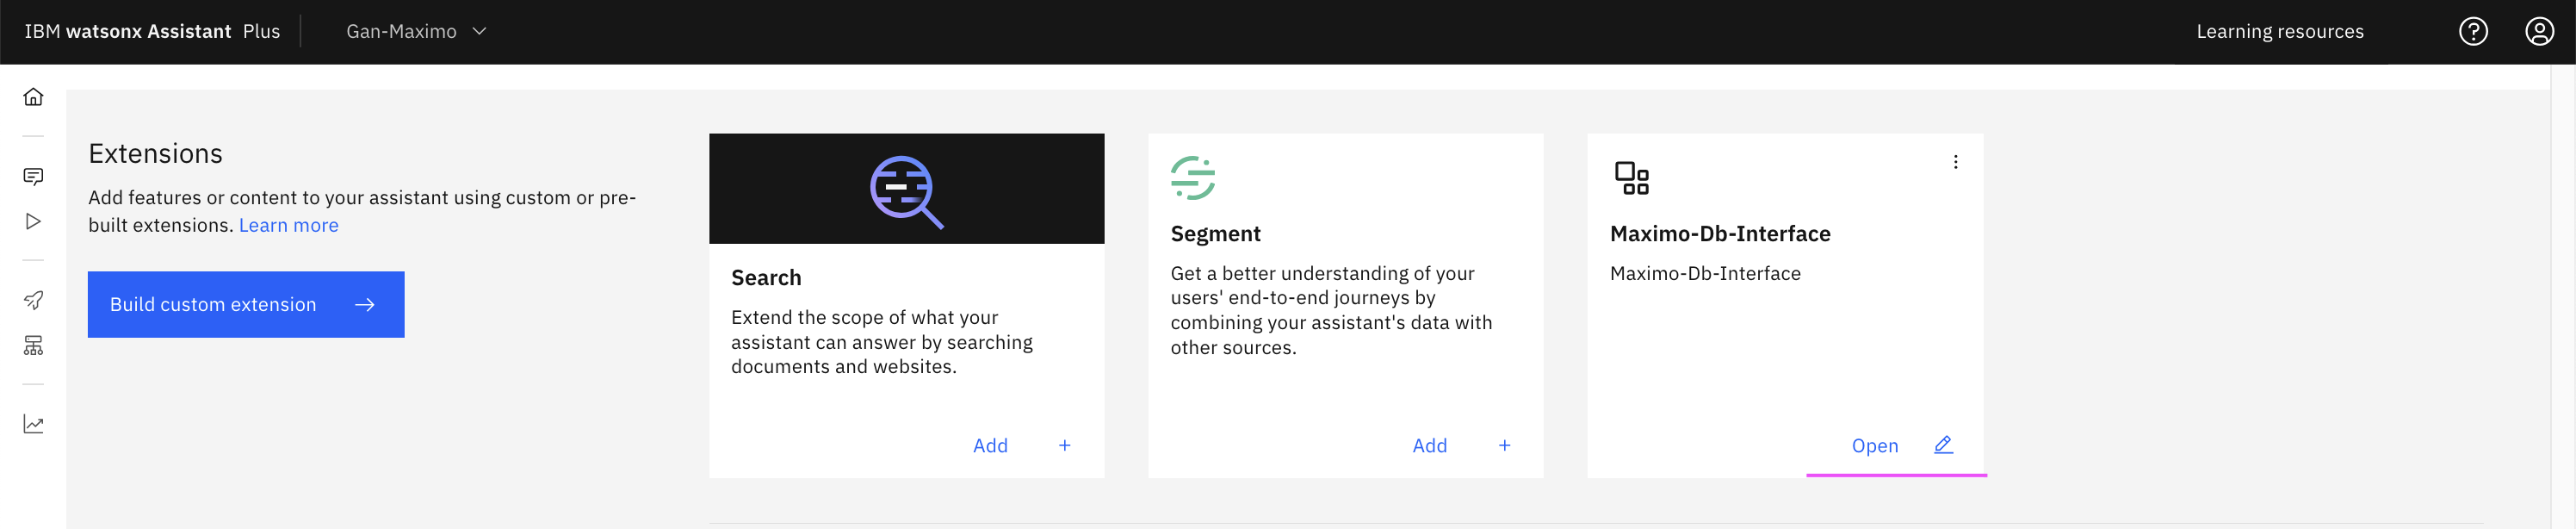 IBM watsonx Assistant Plus
Gan-Maximo
Learning resources
Extensions
Add features or content to your assistant using custom or pre-
built extensions. Learn more
Build custom extension
Search
Extend the scope of what your
assistant can answer by searching
documents and websites.
Add +
Segment
Get a better understanding of your
users' end-to-end journeys by
combining your assistant's data with
other sources.
Add +
Maximo-Db-Interface
Maximo-Db-Interface
Open